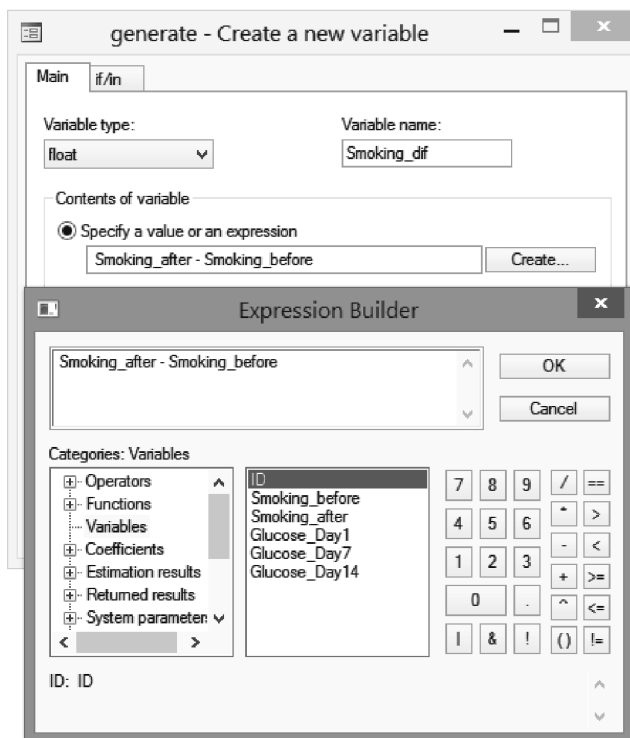 generate - Create a new variable
Main if/in
Variable type: Variable name:
float Smoking_dif
Contents of variable
Specify a value or an expression
Smoking_after - Smoking_before Create...
Expression Builder
Smoking_after - Smoking_before
OK
Cancel
Categories: Variables
Operators
Functions
Variables
Coefficients
Estimation results
Returned results
System parameter
ID
Smoking_before
Smoking_after
Glucose_Day1
Glucose_Day7
Glucose_Day14
7 8 9 / ==
4 5 6 * >
1 2 3 - <
0 . + >=
^ <=
| & ! () !=
ID: ID